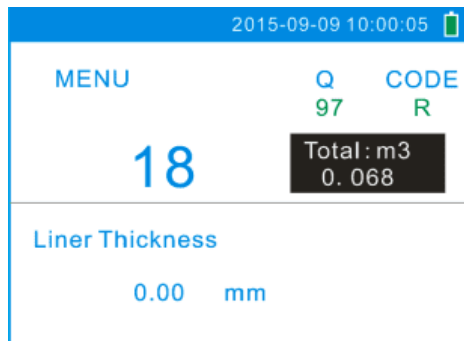 2015-09-09 10:00:05
MENU Q CODE
97 R
18
Total:m3
0.068
Liner Thickness
0.00 mm